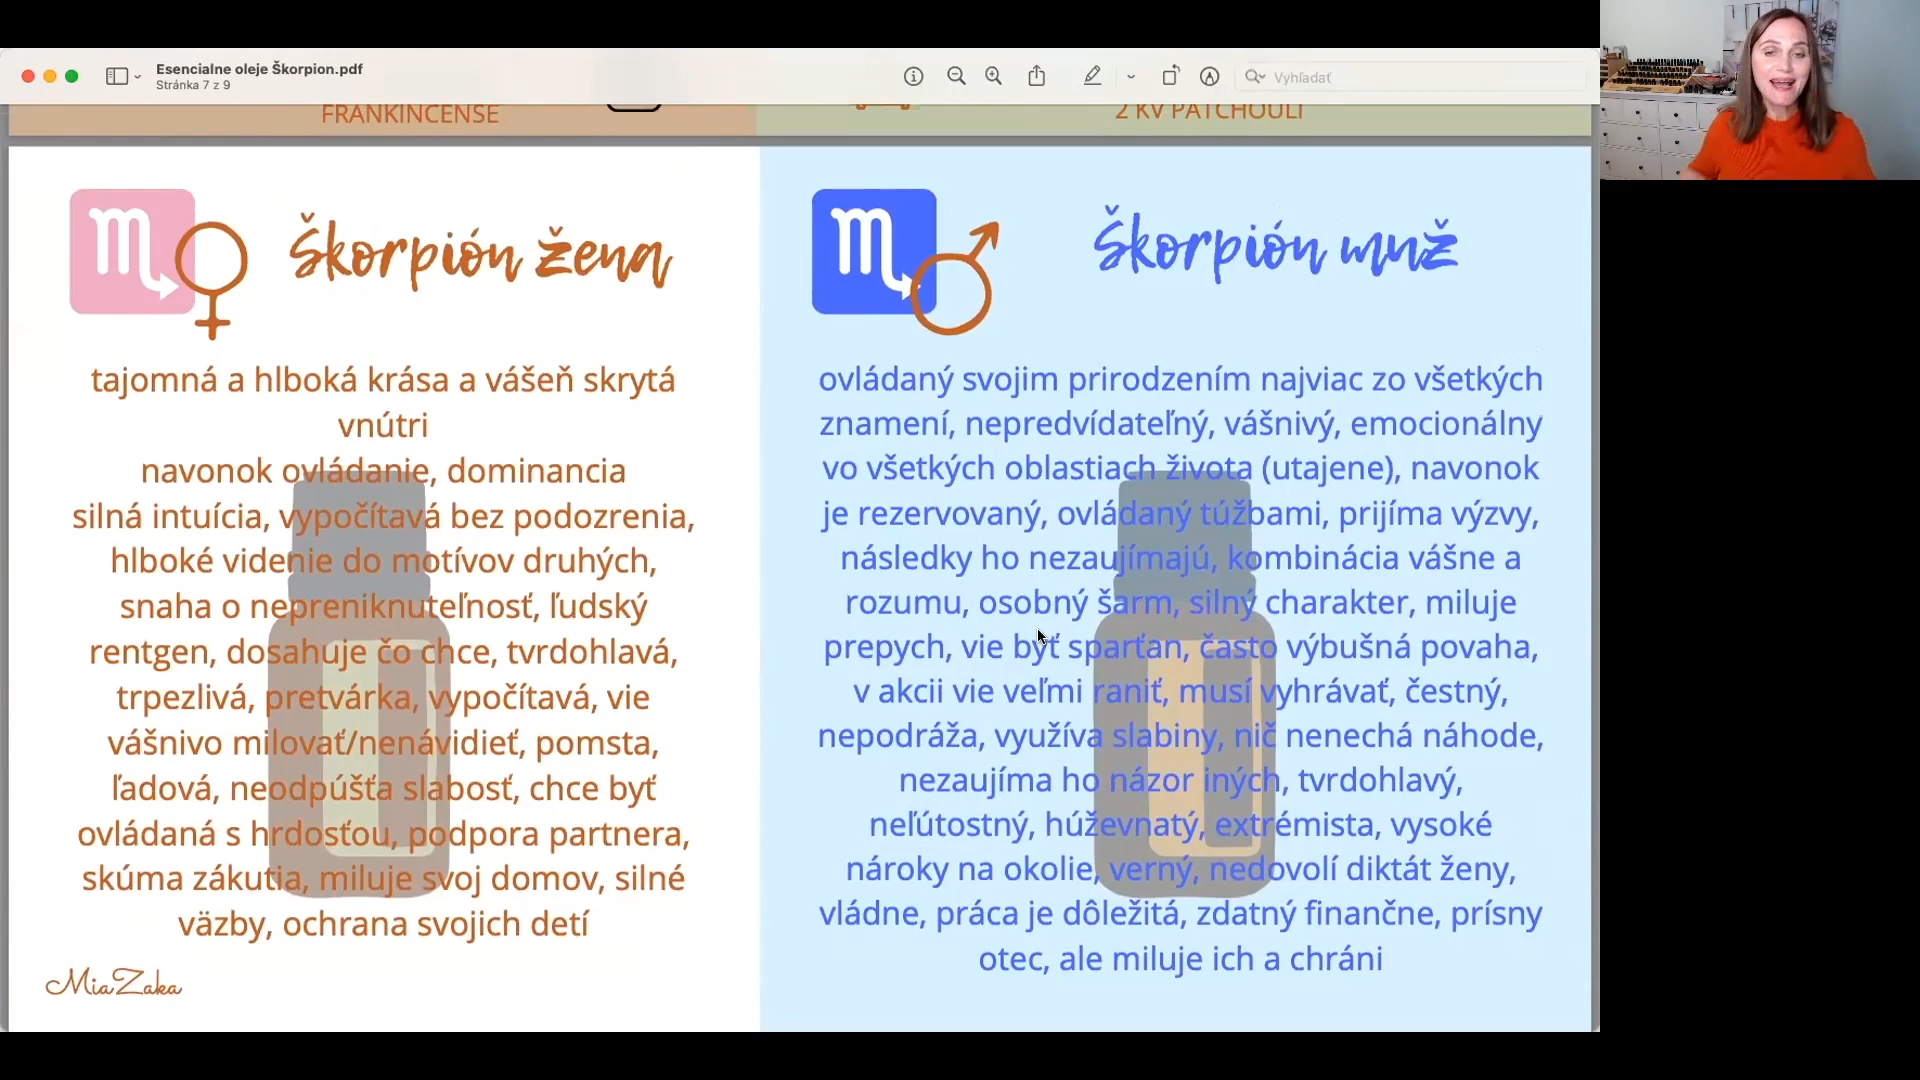 Esencialne oleje Škorpion.pdf
Stránka 7 z 9
Vyhľadať
FRANKINCENSE
2 KV PATCHOULI
Škorpión žena
tajomná a hlboká krása a vášeň skrytá
vnútri
navonok ovládanie, dominancia
silná intuícia, vypočítavá bez podozrenia,
hlboké videnie do motívov druhých,
snaha o nepreniknuteľnosť, ľudský
rentgen, dosahuje čo chce, tvrdohlavá,
trpezlivá, pretvárka, vypočítavá, vie
vášnivo milovať/nenávidieť, pomsta,
ľadová, neodpúšťa slabosť, chce byť
ovládaná s hrdosťou, podpora partnera,
skúma zákutia, miluje svoj domov, silné
väzby, ochrana svojich detí
MiaZaka
Škorpión muž
ovládaný svojim prirodzením najviac zo všetkých
znamení, nepredvídateľný, vášnivý, emocionálny
vo všetkých oblastiach života (utajene), navonok
je rezervovaný, ovládaný túžbami, prijíma výzvy,
následky ho nezaujímajú, kombinácia vášne a
rozumu, osobný šarm, silný charakter, miluje
prepych, vie byť sparťan, často výbušná povaha,
v akcii vie veľmi raniť, musí vyhrávať, čestný,
nepodráža, využíva slabiny, nič nenechá náhode,
nezaujíma ho názor iných, tvrdohlavý,
neľútostný, húževnatý, extrémista, vysoké
nároky na okolie, verný, nedovolí diktát ženy,
vládne, práca je dôležitá, zdatný finančne, prísny
otec, ale miluje ich a chráni